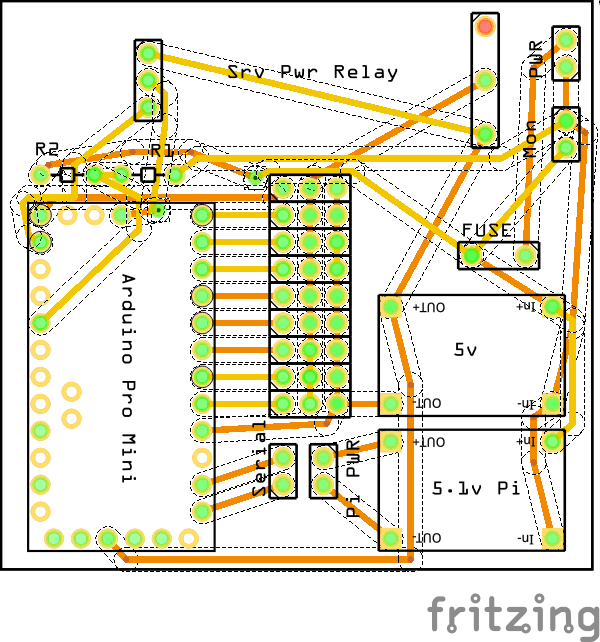 Srv Pwr Relay
PWR
Mon
R2
R1
FUSE
Arduino Pro Mini
OUT+
In+
5v
OUT-
In-
Serial
Pi PWR
OUT+
In+
5.1v Pi
OUT-
In-
fritzing